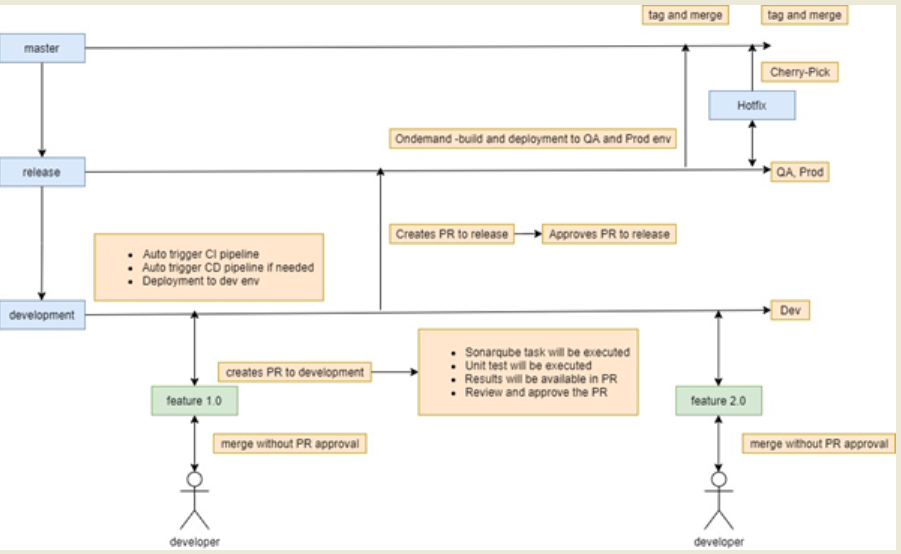 tag and merge
tag and merge
master
Cherry-Pick
Hotfix
Ondemand -build and deployment to QA and Prod env
release
QA, Prod
Creates PR to release
Approves PR to release
Auto trigger CI pipeline
Auto trigger CD pipeline if needed
Deployment to dev env
development
Dev
Sonarqube task will be executed
Unit test will be executed
Results will be available in PR
Review and approve the PR
creates PR to development
feature 1.0
feature 2.0
merge without PR approval
merge without PR approval
developer
developer